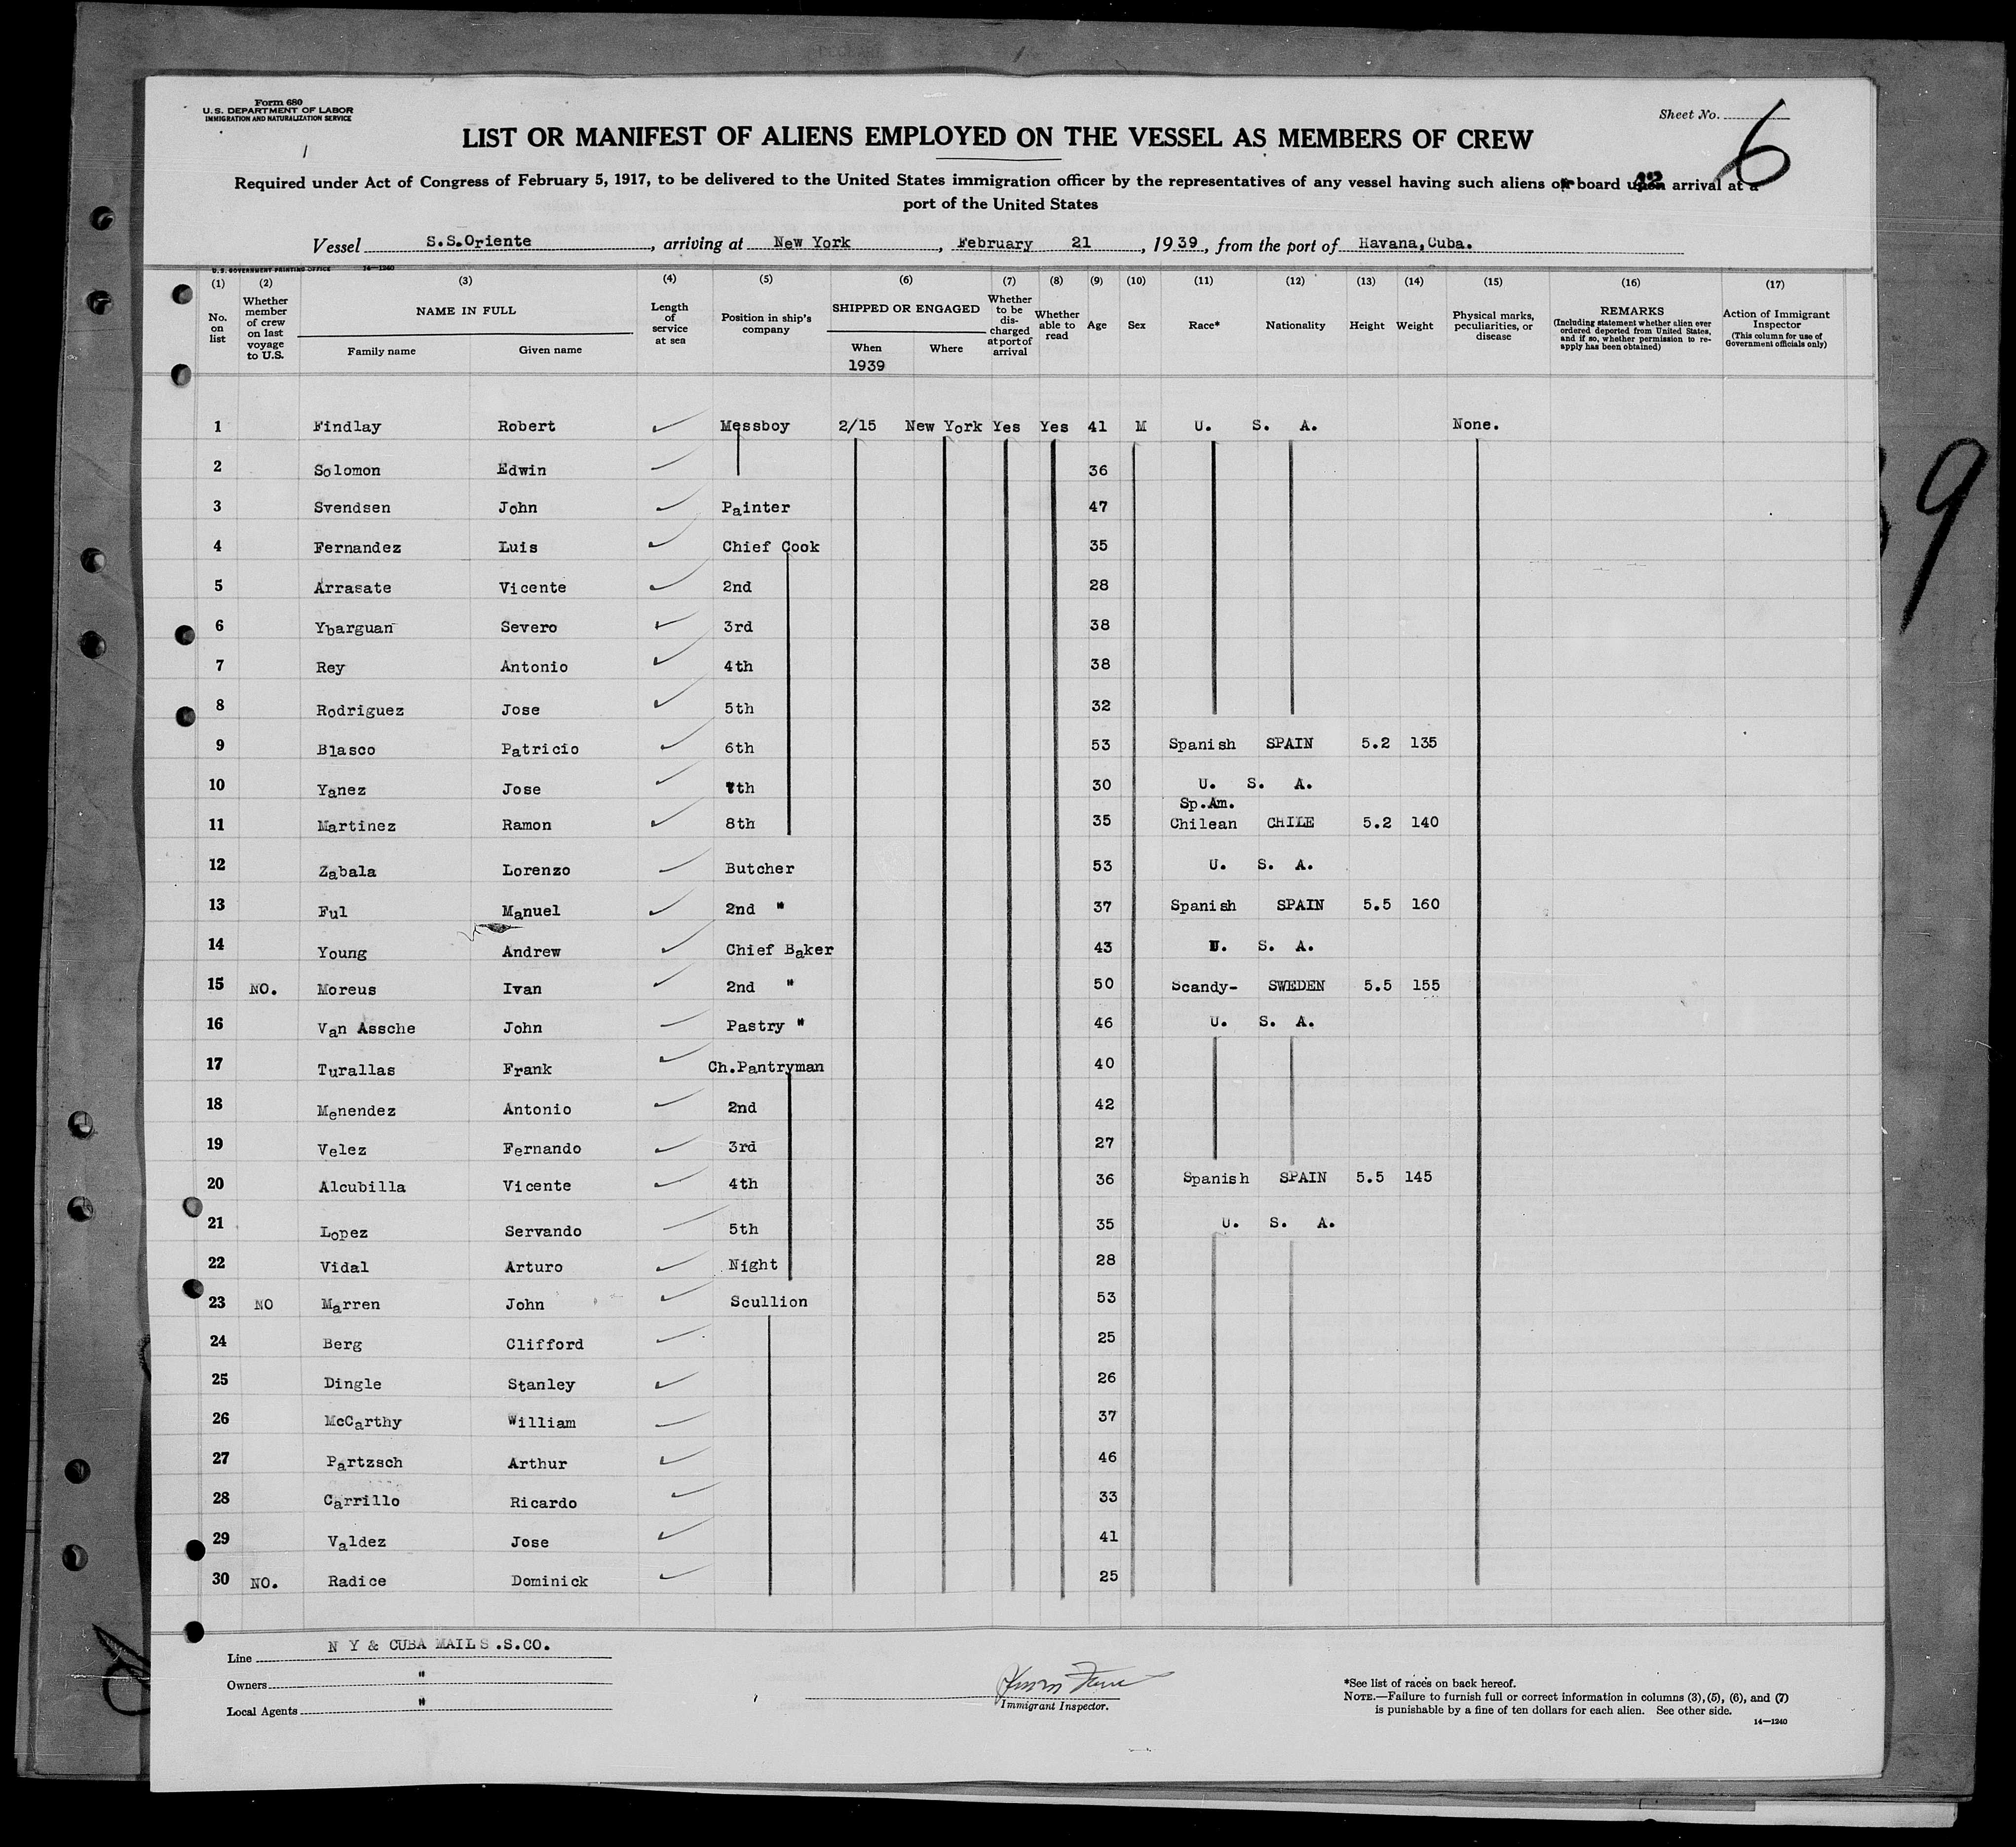 Form 680
U. S. DEPARTMENT OF LABOR
IMMIGRATION AND NATURALIZATION SERVICE
Sheet No. 6
LIST OR MANIFEST OF ALIENS EMPLOYED ON THE VESSEL AS MEMBERS OF CREW
Required under Act of Congress of February 5, 1917, to be delivered to the United States immigration officer by the representatives of any vessel having such aliens on board upon arrival at a
port of the United States
Vessel S.S.Oriente, arriving at New York, February 21, 1939, from the port of Havana, Cuba.
U. S. GOVERNMENT PRINTING OFFICE 14—1240
(1) (2) (3) (4) (5) (6) (7) (8) (9) (10) (11) (12) (13) (14) (15) (16) (17)
No. on list
Whether member of crew on last voyage to U.S.
NAME IN FULL
Family name Given name
Length of service at sea
Position in ship's company
SHIPPED OR ENGAGED
When Where
1939
Whether to be discharged at port of arrival
Whether able to read
Age
Sex
Race*
Nationality
Height
Weight
Physical marks, peculiarities, or disease
REMARKS
(Including statement whether alien ever ordered deported from United States, and if so, whether permission to reapply has been obtained)
Action of Immigrant Inspector
(This column for use of Government officials only)
1 Findlay Robert Messboy 2/15 New York Yes Yes 41 M U. S. A. None.
2 Solomon Edwin 36
3 Svendsen John Painter 47
4 Fernandez Luis Chief Cook 35
5 Arrasate Vicente 2nd 28
6 Ybarguan Severo 3rd 38
7 Rey Antonio 4th 38
8 Rodriguez Jose 5th 32
9 Blasco Patricio 6th 53 Spanish SPAIN 5.2 135
10 Yanez Jose 7th 30 U. S. A.
Sp.Am.
11 Martinez Ramon 8th 35 Chilean CHILE 5.2 140
12 Zabala Lorenzo Butcher 53 U. S. A.
13 Ful Manuel 2nd " 37 Spanish SPAIN 5.5 160
14 Young Andrew Chief Baker 43 U. S. A.
15 NO. Moreus Ivan 2nd " 50 Scandy- SWEDEN 5.5 155
16 Van Assche John Pastry " 46 U. S. A.
17 Turallas Frank Ch.Pantryman 40
18 Menendez Antonio 2nd 42
19 Velez Fernando 3rd 27
20 Alcubilla Vicente 4th 36 Spanish SPAIN 5.5 145
21 Lopez Servando 5th 35 U. S. A.
22 Vidal Arturo Night 28
23 NO Marren John Scullion 53
24 Berg Clifford 25
25 Dingle Stanley 26
26 McCarthy William 37
27 Partzsch Arthur 46
28 Carrillo Ricardo 33
29 Valdez Jose 41
30 NO. Radice Dominick 25
Line N Y & CUBA MAIL S.S.CO.
Owners "
Local Agents "
Immigrant Inspector.
*See list of races on back hereof.
NOTE.—Failure to furnish full or correct information in columns (3), (5), (6), and (7)
is punishable by a fine of ten dollars for each alien. See other side.
14—1240
9